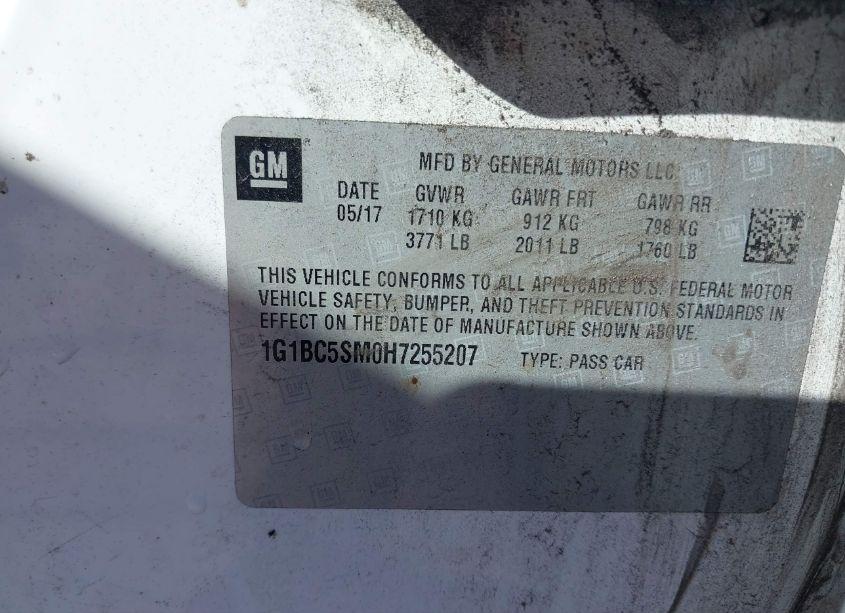 GM
MFD BY GENERAL MOTORS LLC
DATE GVWR GAWR FRT GAWR RR
05/17 1710 KG 912 KG 798 KG
3771 LB 2011 LB 1760 LB
THIS VEHICLE CONFORMS TO ALL APPLICABLE U.S. FEDERAL MOTOR
VEHICLE SAFETY, BUMPER, AND THEFT PREVENTION STANDARDS IN
EFFECT ON THE DATE OF MANUFACTURE SHOWN ABOVE.
1G1BC5SM0H7255207 TYPE: PASS CAR